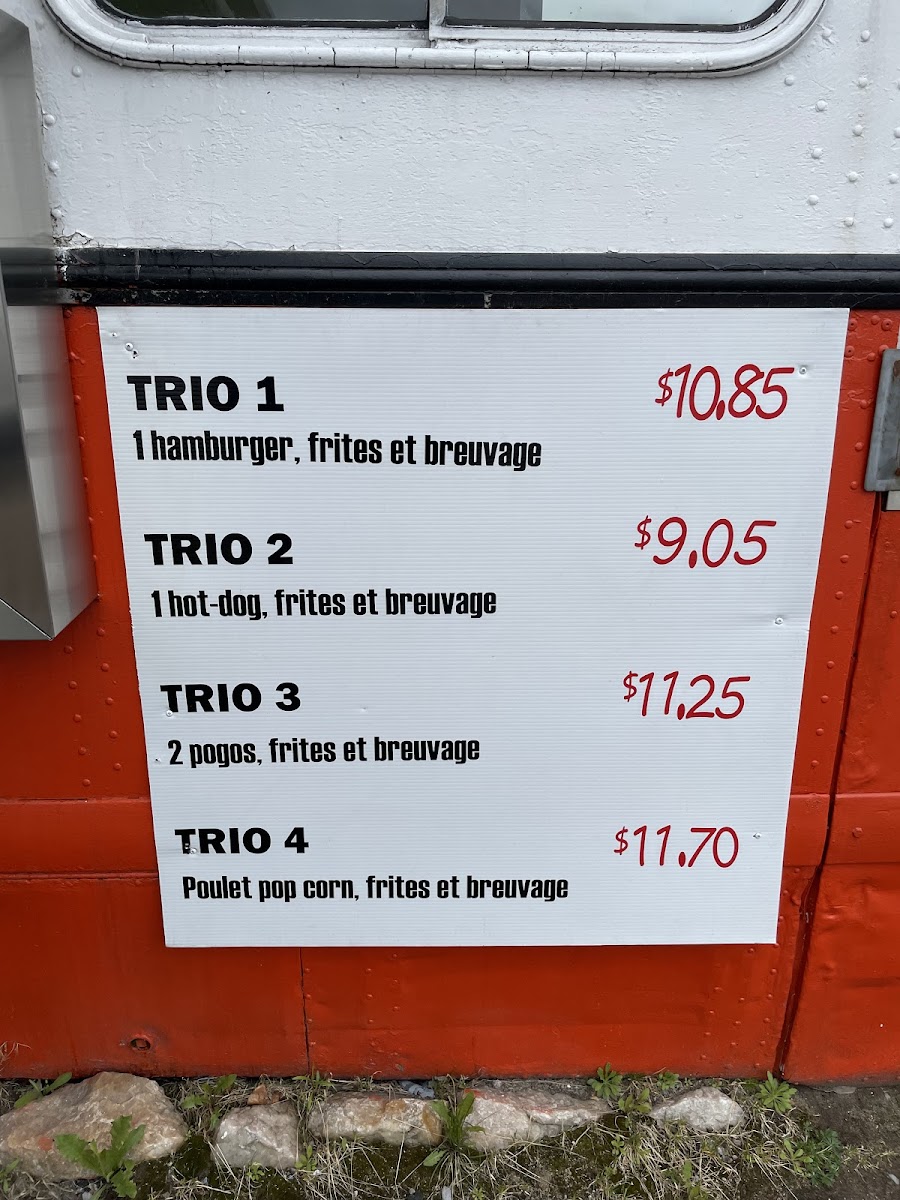 TRIO 1 $10.85
1 hamburger, frites et breuvage
TRIO 2 $9.05
1 hot-dog, frites et breuvage
TRIO 3 $11.25
2 pogos, frites et breuvage
TRIO 4 $11.70
Poulet pop corn, frites et breuvage